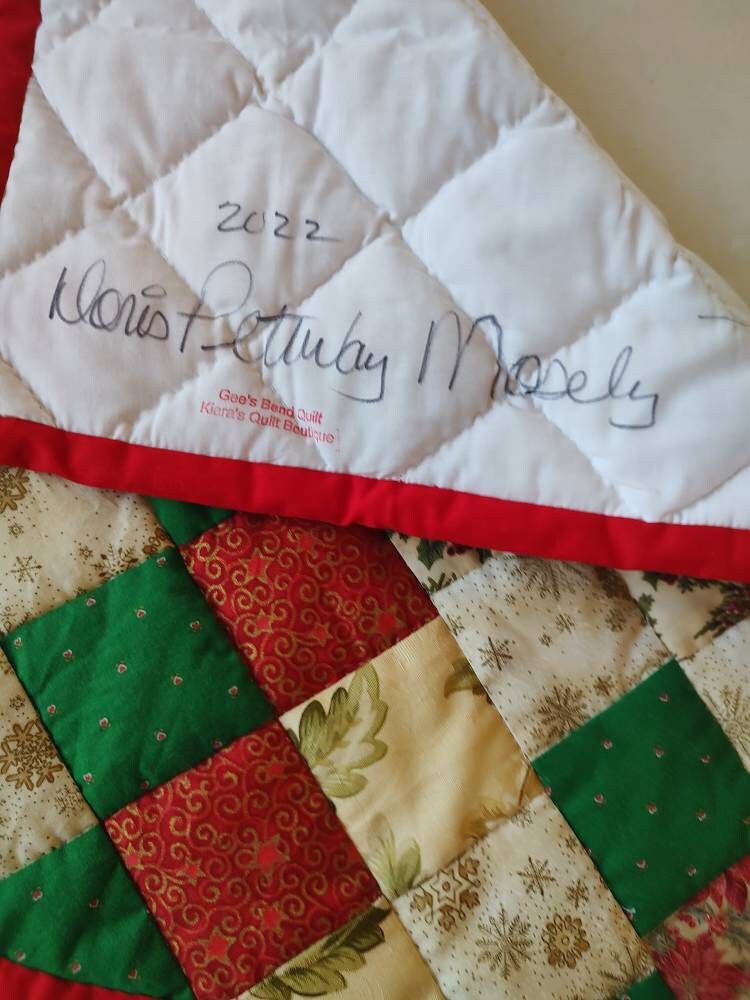 2022
Doris Pettway Mosely
Gee's Bend Quilt
Kiera's Quilt Boutique